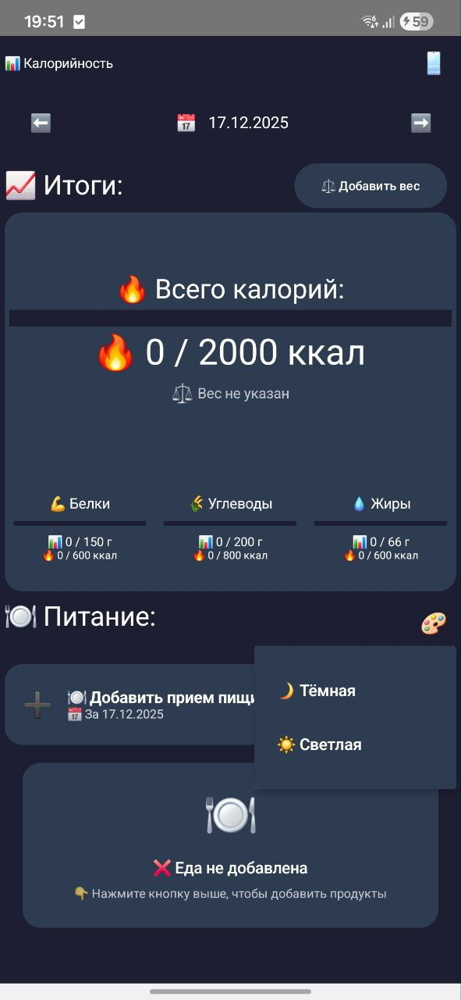 19:51
59
Калорийность
17.12.2025
Итоги:
Добавить вес
Всего калорий:
0 / 2000 ккал
Вес не указан
Белки
0 / 150 г
0 / 600 ккал
Углеводы
0 / 200 г
0 / 800 ккал
Жиры
0 / 66 г
0 / 600 ккал
Питание:
Добавить прием пищи
За 17.12.2025
Тёмная
Светлая
Еда не добавлена
Нажмите кнопку выше, чтобы добавить продукты